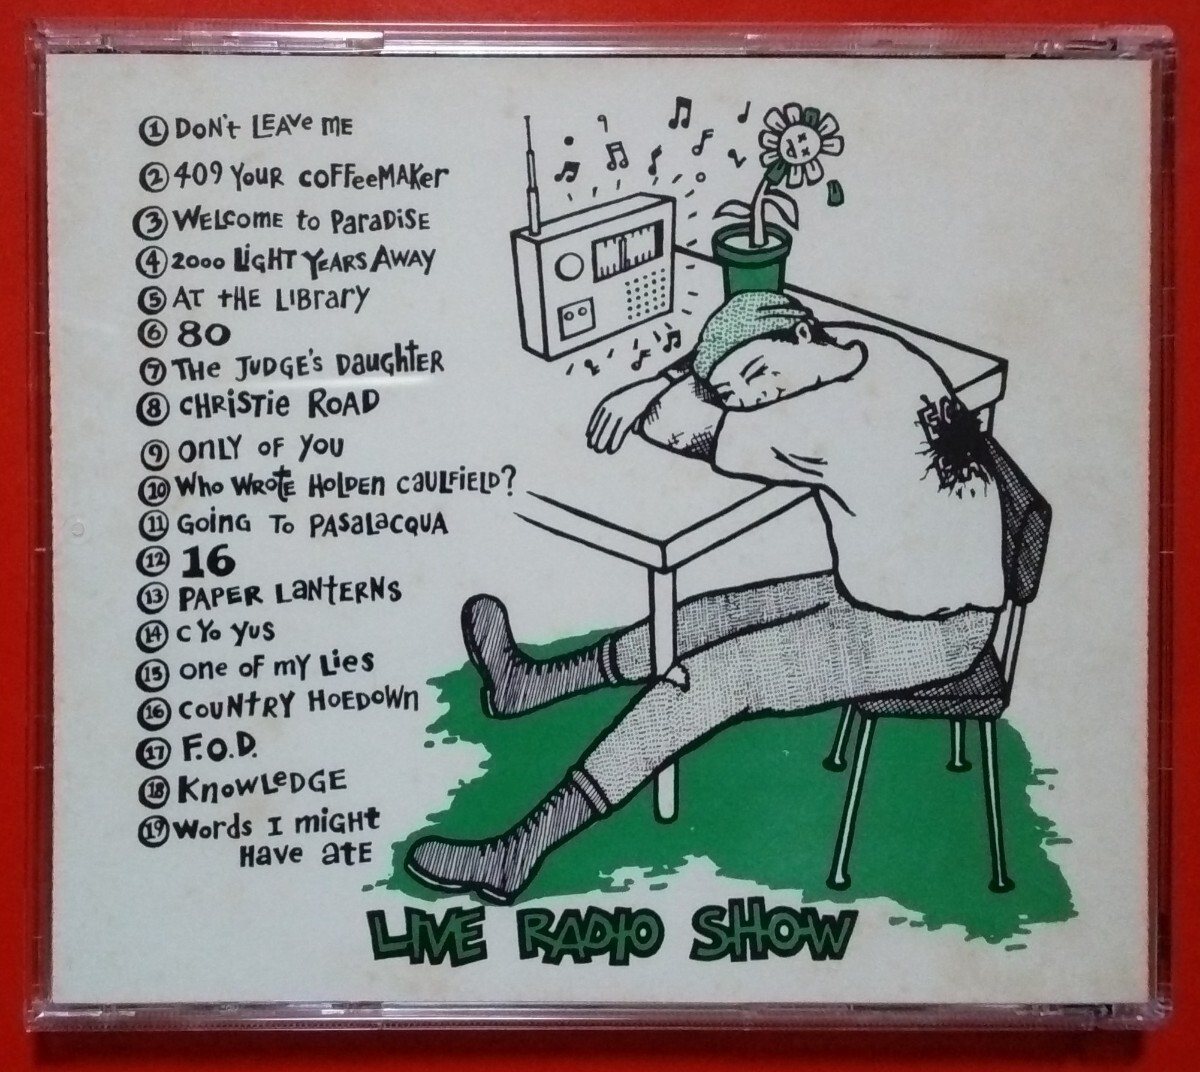 1 DON't LEAVe ME
2 409 YouR coFFeeMAKer
3 WELcoME to ParaDiSE
4 2000 LiGHT YEARS AWAY
5 AT tHE LIBrary
6 80
7 THe JUDGE's DaughtER
8 CHRiStiE ROAD
9 ONLY OF YOU
10 Who WRotE HOLDEN CAULFIELD?
11 GOinG To PASaLaCQUA
12 16
13 PAPER LantERNS
14 c Yo YUS
15 one oF mY LiES
16 COUNtRY HoEDoWN
17 F.O.D.
18 KnoWLeDGE
19 Words I miGHt
Have atE
LIVE RADIO SHOW